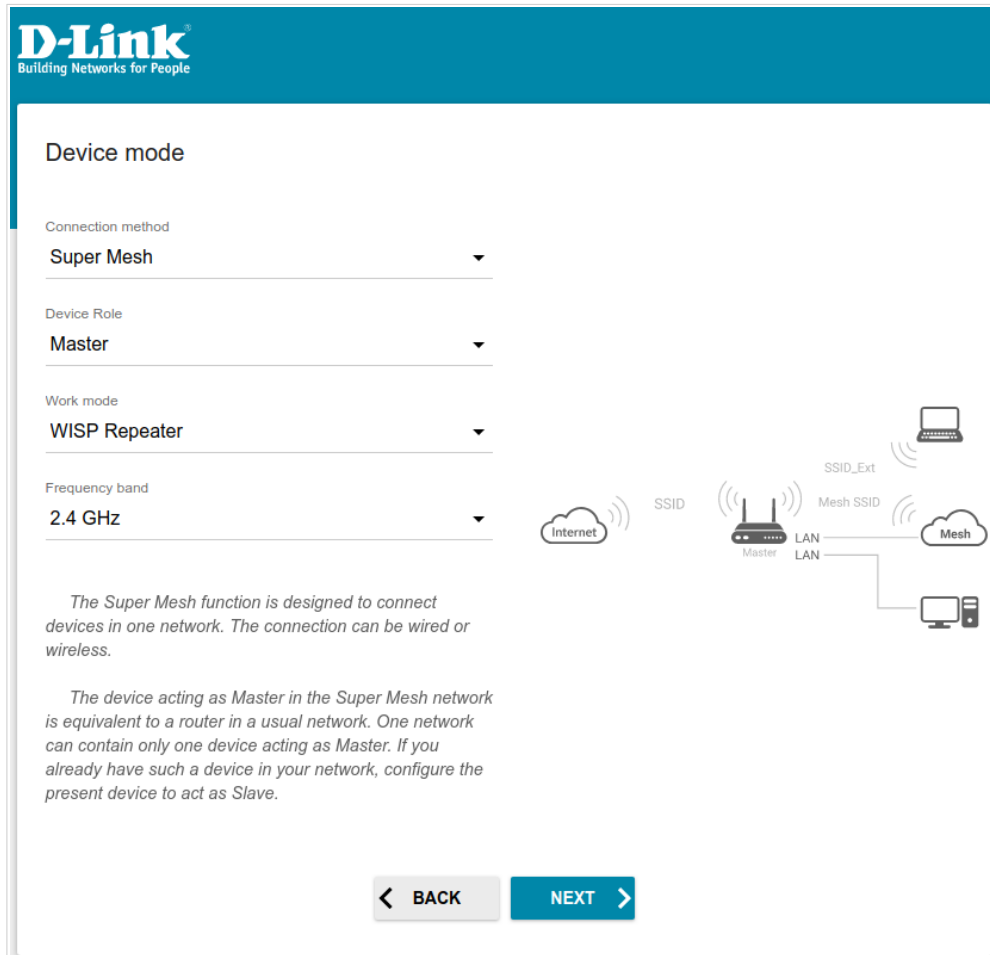 D-Link®
Building Networks for People
Device mode
Connection method
Super Mesh
Device Role
Master
Work mode
WISP Repeater
Frequency band
2.4 GHz
The Super Mesh function is designed to connect
devices in one network. The connection can be wired or
wireless.
The device acting as Master in the Super Mesh network
is equivalent to a router in a usual network. One network
can contain only one device acting as Master. If you
already have such a device in your network, configure the
present device to act as Slave.
Internet
SSID
Master
SSID_Ext
Mesh SSID
LAN
LAN
Mesh
BACK
NEXT